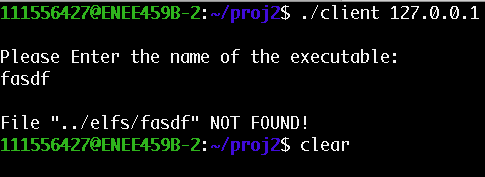 111556427@ENEE459B-2:~/proj2$ ./client 127.0.0.1
Please Enter the name of the executable:
fasdf
File "../elfs/fasdf" NOT FOUND!
111556427@ENEE459B-2:~/proj2$ clear